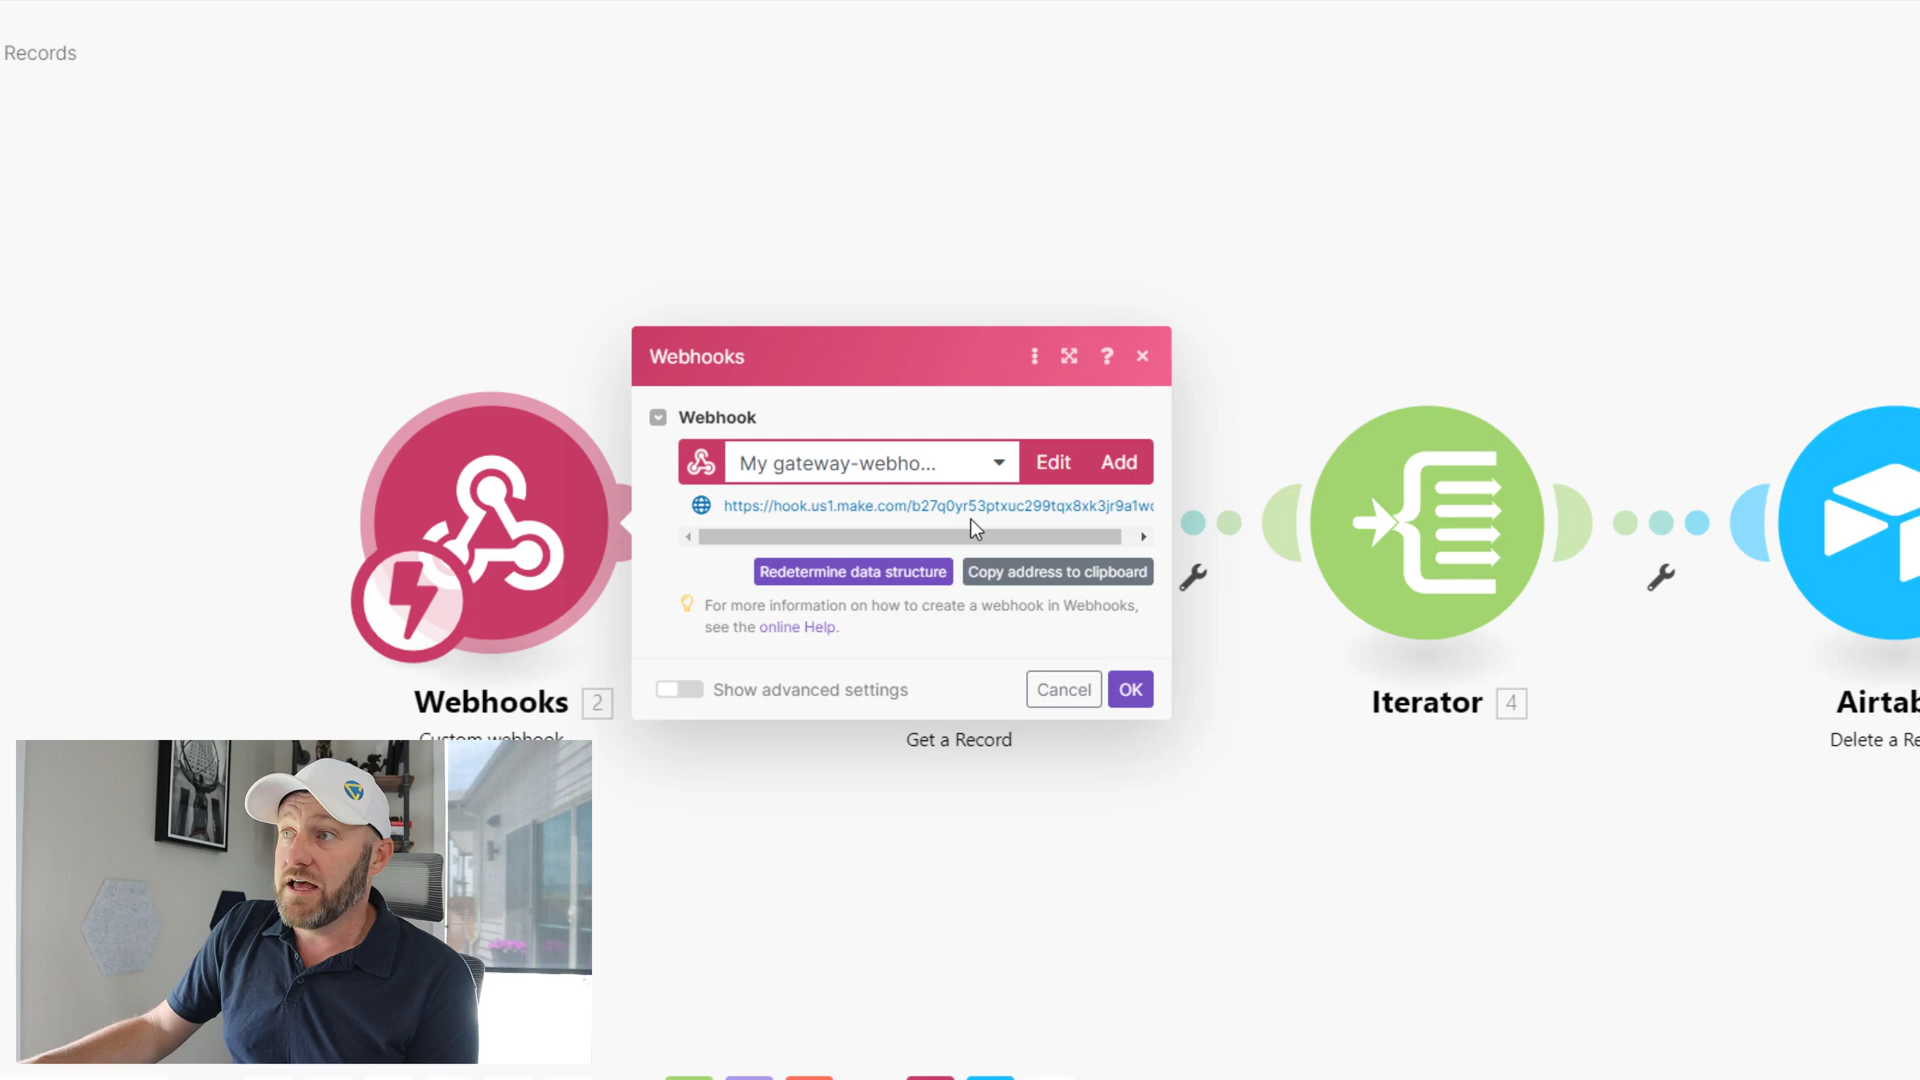 Records
Webhooks
Webhook
My gateway-webho...
Edit
Add
https://hook.us1.make.com/b27q0yr53ptxuc299tqx8xk3jr9a1w
Redetermine data structure
Copy address to clipboard
For more information on how to create a webhook in Webhooks,
see the online Help.
Show advanced settings
Cancel
OK
Webhooks 2
Custom webhook
Get a Record
Iterator 4
Airtab
Delete a Re